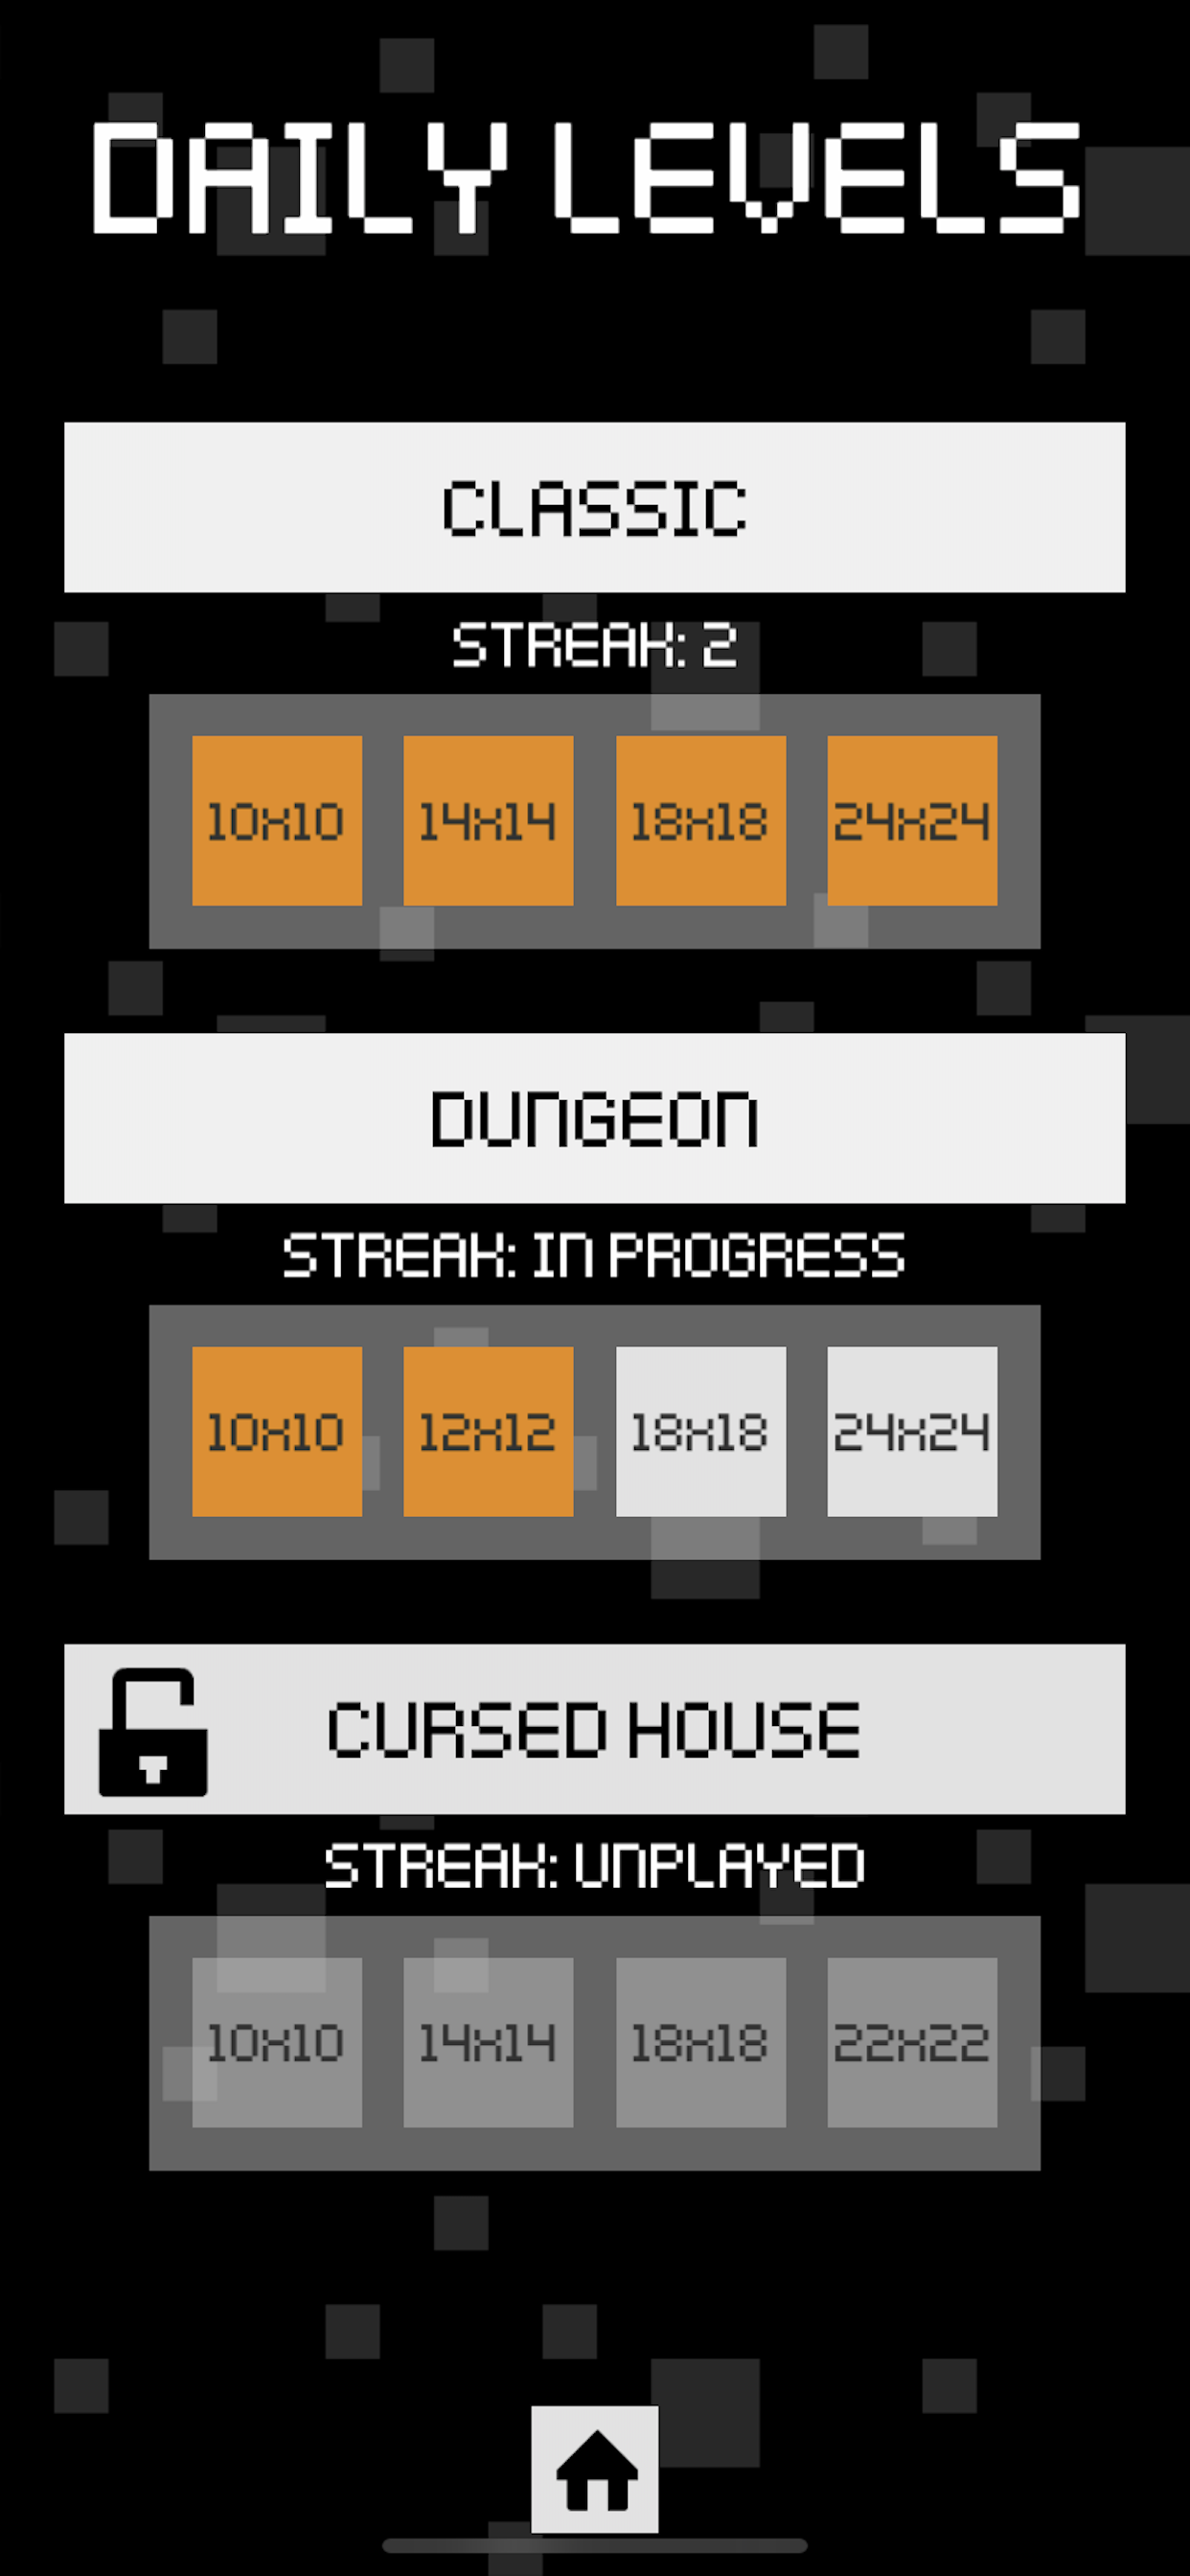 DAILY LEVELS
CLASSIC
STREAK: 2
10x10 14x14 18x18 24x24
DUNGEON
STREAK: IN PROGRESS
10x10 12x12 18x18 24x24
CURSED HOUSE
STREAK: UNPLAYED
10x10 14x14 18x18 22x22